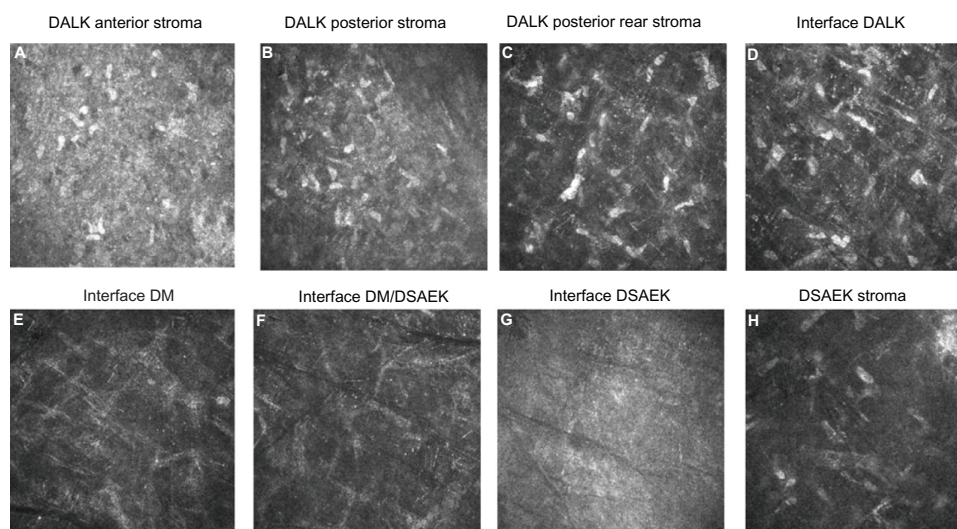 DALK anterior stroma
DALK posterior stroma
DALK posterior rear stroma
Interface DALK
A
B
C
D
Interface DM
Interface DM/DSAEK
Interface DSAEK
DSAEK stroma
E
F
G
H